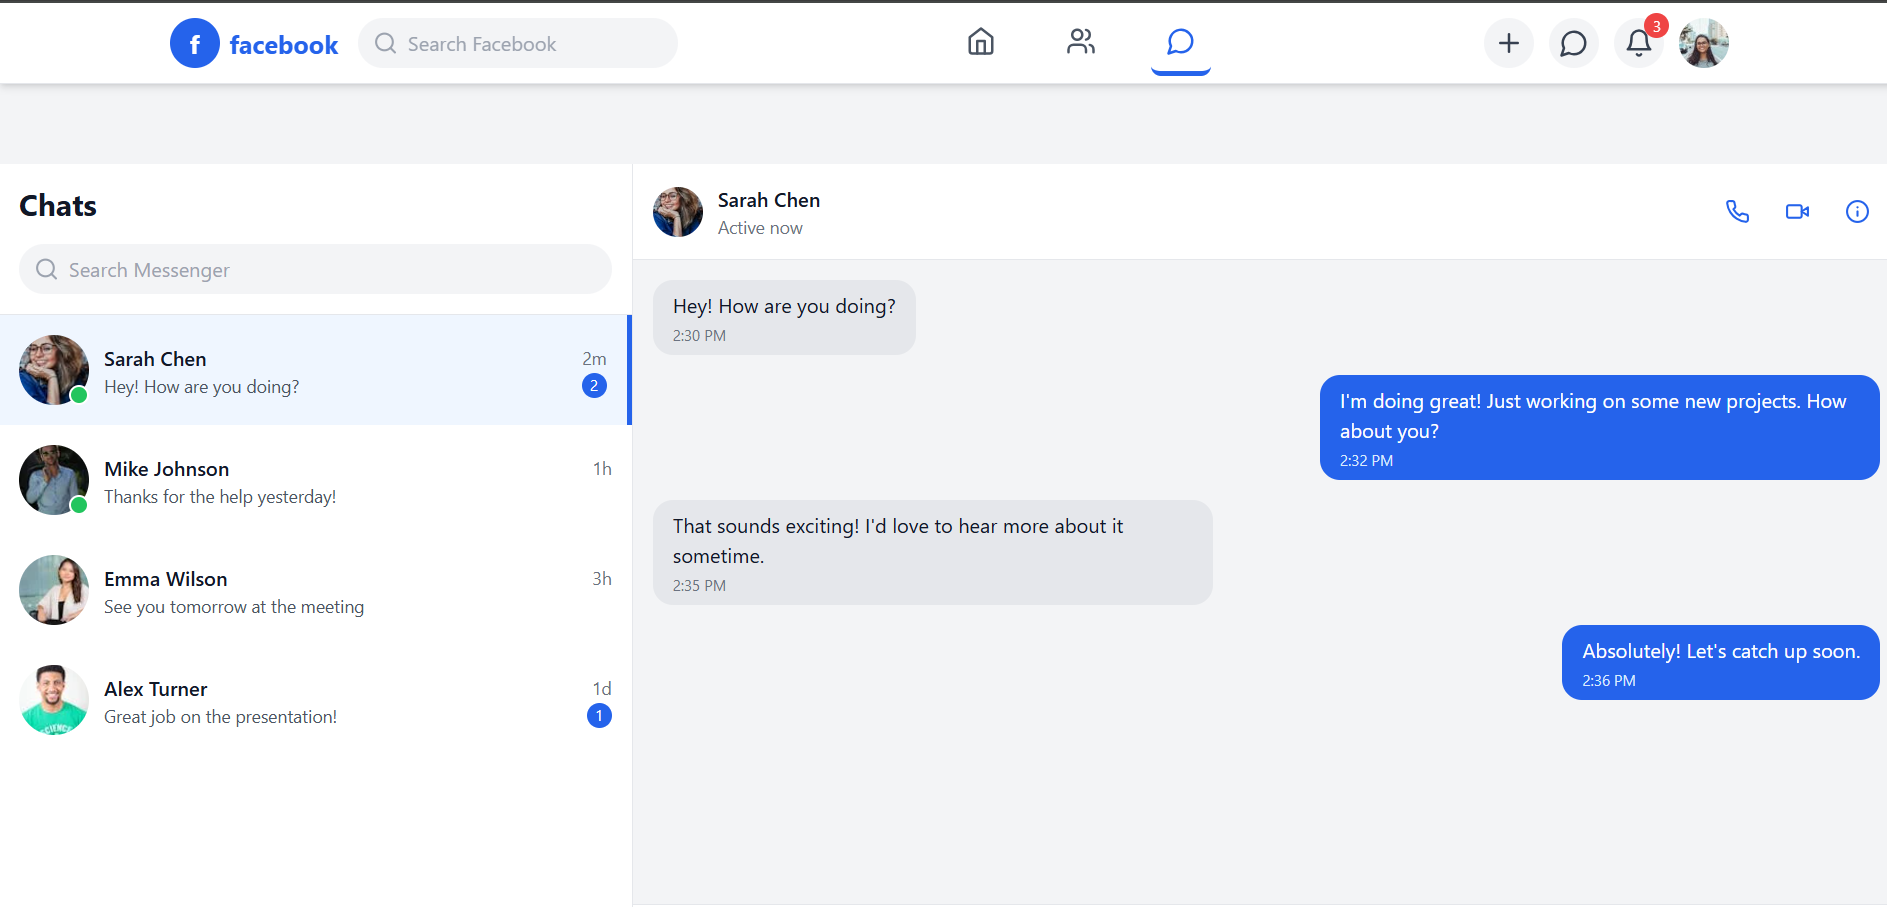 f facebook
Search Facebook
3
Chats
Search Messenger
Sarah Chen
2m
Hey! How are you doing?
2
Mike Johnson
1h
Thanks for the help yesterday!
Emma Wilson
3h
See you tomorrow at the meeting
Alex Turner
1d
Great job on the presentation!
1
Sarah Chen
Active now
Hey! How are you doing?
2:30 PM
I'm doing great! Just working on some new projects. How
about you?
2:32 PM
That sounds exciting! I'd love to hear more about it
sometime.
2:35 PM
Absolutely! Let's catch up soon.
2:36 PM